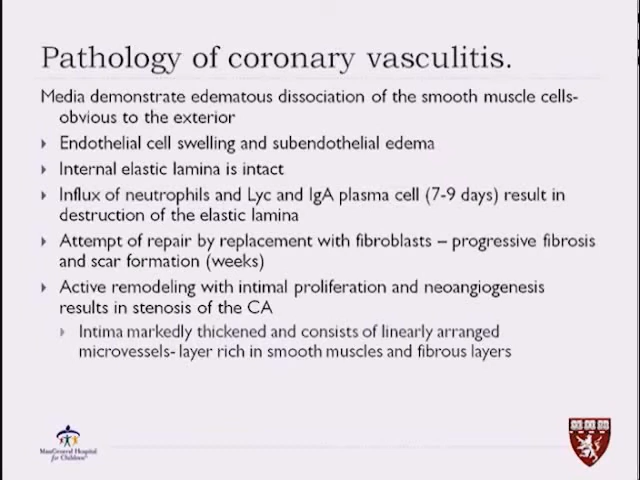 Pathology of coronary vasculitis.
Media demonstrate edematous dissociation of the smooth muscle cells-
obvious to the exterior
Endothelial cell swelling and subendothelial edema
Internal elastic lamina is intact
Influx of neutrophils and Lyc and IgA plasma cell (7-9 days) result in
destruction of the elastic lamina
Attempt of repair by replacement with fibroblasts – progressive fibrosis
and scar formation (weeks)
Active remodeling with intimal proliferation and neoangiogenesis
results in stenosis of the CA
Intima markedly thickened and consists of linearly arranged
microvessels- layer rich in smooth muscles and fibrous layers
MassGeneral Hospital
for Children